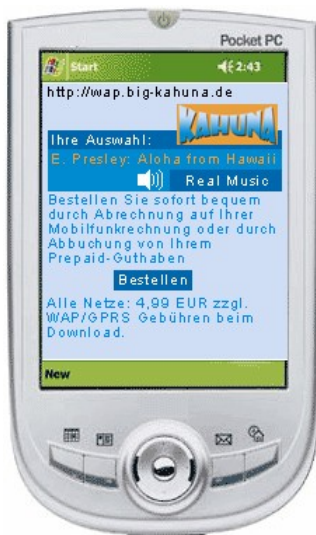 Pocket PC
Start 2:43
http://wap.big-kahuna.de
KAHUNA
Ihre Auswahl:
E. Presley: Aloha from Hawaii
Real Music
Bestellen Sie sofort bequem
durch Abrechnung auf Ihrer
Mobilfunkrechnung oder durch
Abbuchung von Ihrem
Prepaid-Guthaben
Bestellen
Alle Netze: 4,99 EUR zzgl.
WAP/GPRS Gebühren beim
Download.
New